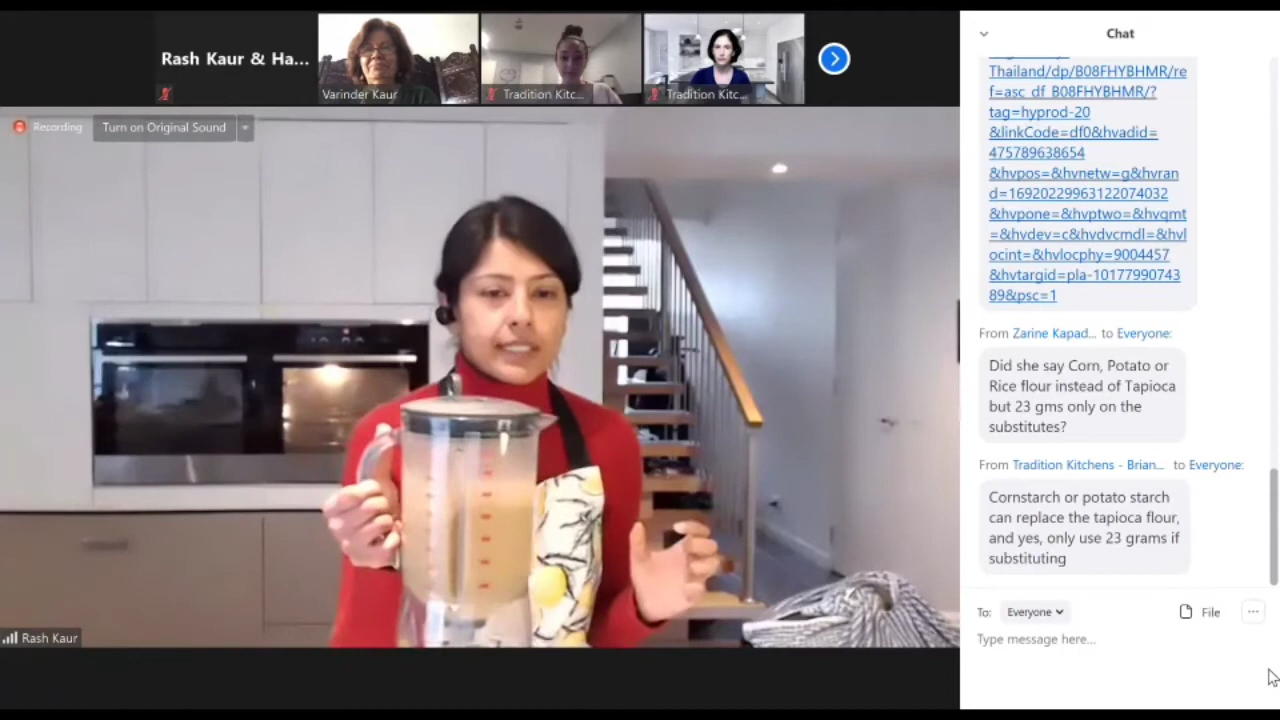 Rash Kaur & Ha...
Varinder Kaur
Tradition Kitc...
Tradition Kitc...
Recording
Turn on Original Sound
Rash Kaur
Chat
Thailand/dp/B08FHYBHMR/re
f=asc_df_B08FHYBHMR/?
tag=hyprod-20
&linkCode=df0&hvadid=
475789638654
&hvpos=&hvnetw=g&hvran
d=16920229963122074032
&hvpone=&hvptwo=&hvqmt
=&hvdev=c&hvdvcmdl=&hvl
ocint=&hvlocphy=9004457
&hvtargid=pla-10177990743
89&psc=1
From Zarine Kapad... to Everyone:
Did she say Corn, Potato or
Rice flour instead of Tapioca
but 23 gms only on the
substitutes?
From Tradition Kitchens - Brian... to Everyone:
Cornstarch or potato starch
can replace the tapioca flour,
and yes, only use 23 grams if
substituting
To: Everyone File ...
Type message here...